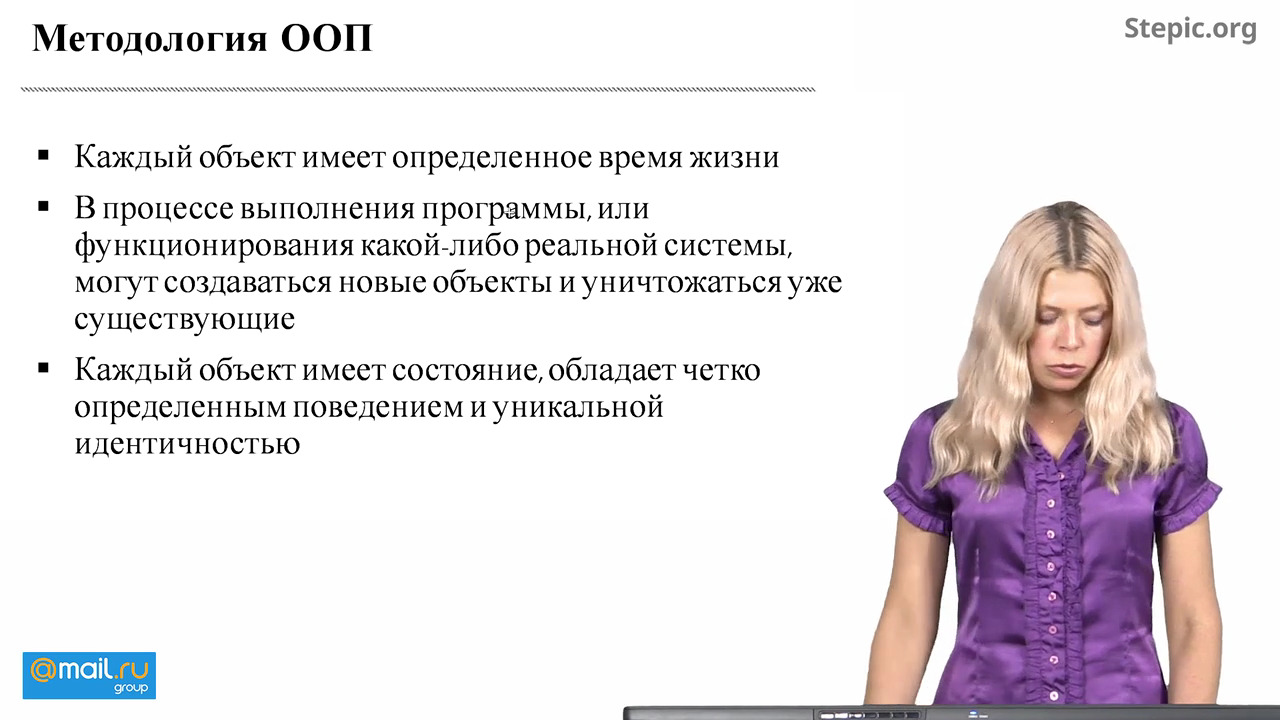 Методология ООП
Stepic.org
Каждый объект имеет определенное время жизни
В процессе выполнения программы, или
функционирования какой-либо реальной системы,
могут создаваться новые объекты и уничтожаться уже
существующие
Каждый объект имеет состояние, обладает четко
определенным поведением и уникальной
идентичностью
@mail.ru
group